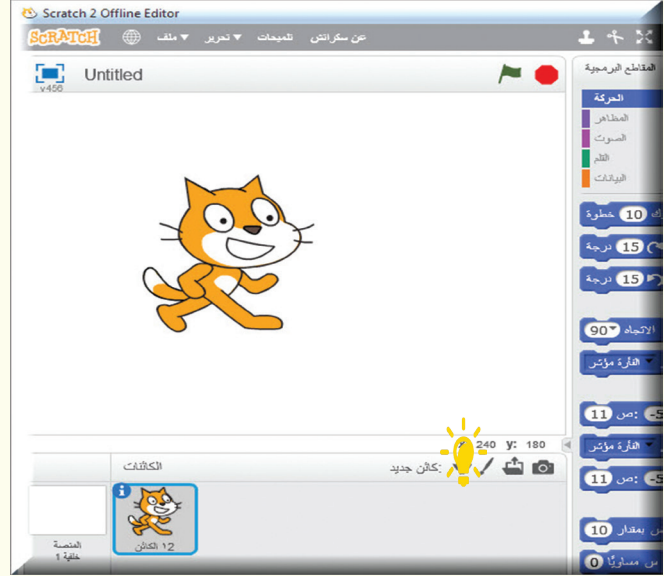 Scratch 2 Offline Editor
SCRATCH ملف تحرير تلميحات عن سكراتش
v456 Untitled
المقاطع البرمجية
الحركة
المظاهر
الصوت
القلم
البيانات
10 خطوة
15 درجة
15 درجة
الاتجاه 90
الفأرة مؤشر
ص: 11
الفأرة مؤشر
ص: 11
بمقدار 10
س مساويًا 0
240 y: 180
الكائنات
كائن جديد:
الكائن 12
المنصة
خلفية 1